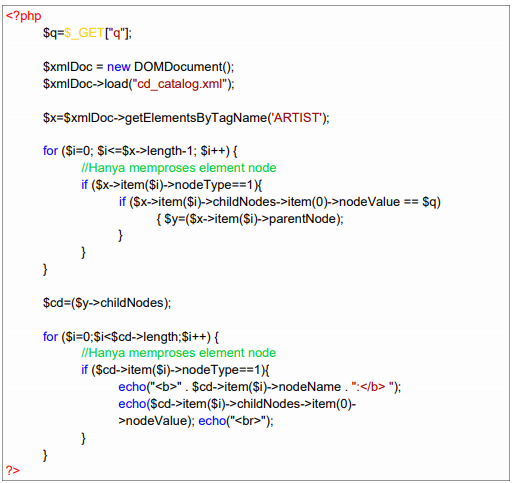 <?php
$q=$_GET["q"];
$xmlDoc = new DOMDocument();
$xmlDoc->load("cd_catalog.xml");
$x=$xmlDoc->getElementsByTagName('ARTIST');
for ($i=0; $i<=$x->length-1; $i++) {
//Hanya memproses element node
if ($x->item($i)->nodeType==1){
if ($x->item($i)->childNodes->item(0)->nodeValue == $q)
{ $y=($x->item($i)->parentNode);
}
}
}
$cd=($y->childNodes);
for ($i=0;$i<$cd->length;$i++) {
//Hanya memproses element node
if ($cd->item($i)->nodeType==1){
echo("<b>" . $cd->item($i)->nodeName . ":</b> ");
echo($cd->item($i)->childNodes->item(0)-
>nodeValue); echo("<br>");
}
}
?>